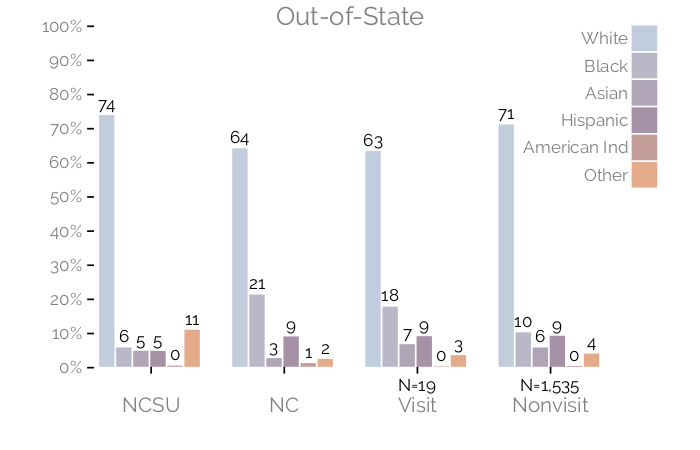 Out-of-State
100%
90%
80%
70%
60%
50%
40%
30%
20%
10%
0%
White
Black
Asian
Hispanic
American Ind
Other
74
6
5
5
0
11
64
21
3
9
1
2
63
18
7
9
0
3
71
10
6
9
0
4
N=19
N=1,535
NCSU
NC
Visit
Nonvisit